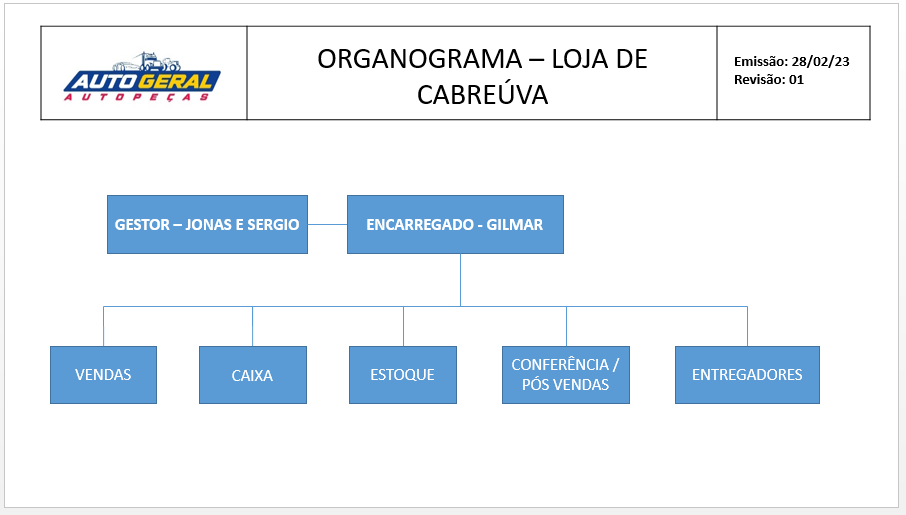 AUTO GERAL
AUTOPEÇAS
ORGANOGRAMA – LOJA DE
CABREÚVA
Emissão: 28/02/23
Revisão: 01
GESTOR – JONAS E SERGIO
ENCARREGADO - GILMAR
VENDAS
CAIXA
ESTOQUE
CONFERÊNCIA /
PÓS VENDAS
ENTREGADORES